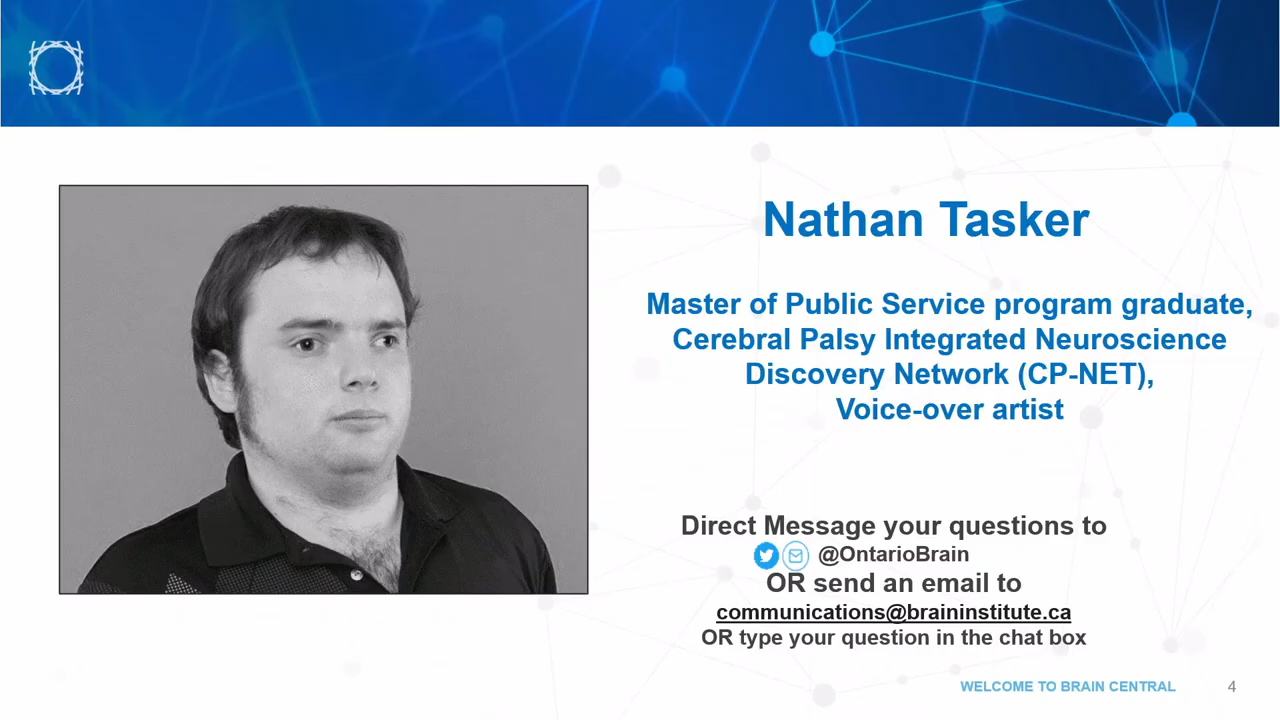 Nathan Tasker
Master of Public Service program graduate,
Cerebral Palsy Integrated Neuroscience
Discovery Network (CP-NET),
Voice-over artist
Direct Message your questions to
@OntarioBrain
OR send an email to
communications@braininstitute.ca
OR type your question in the chat box
WELCOME TO BRAIN CENTRAL 4